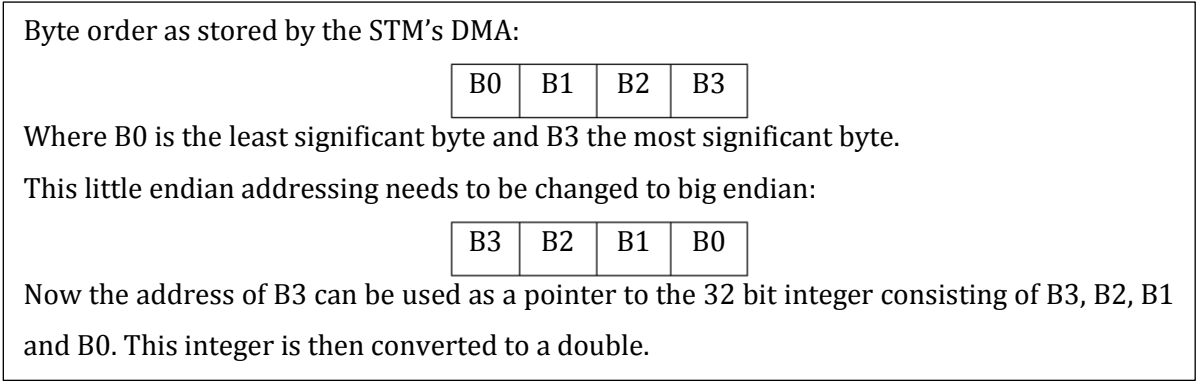 Byte order as stored by the STM’s DMA:
B0 B1 B2 B3
Where B0 is the least significant byte and B3 the most significant byte.
This little endian addressing needs to be changed to big endian:
B3 B2 B1 B0
Now the address of B3 can be used as a pointer to the 32 bit integer consisting of B3, B2, B1
and B0. This integer is then converted to a double.